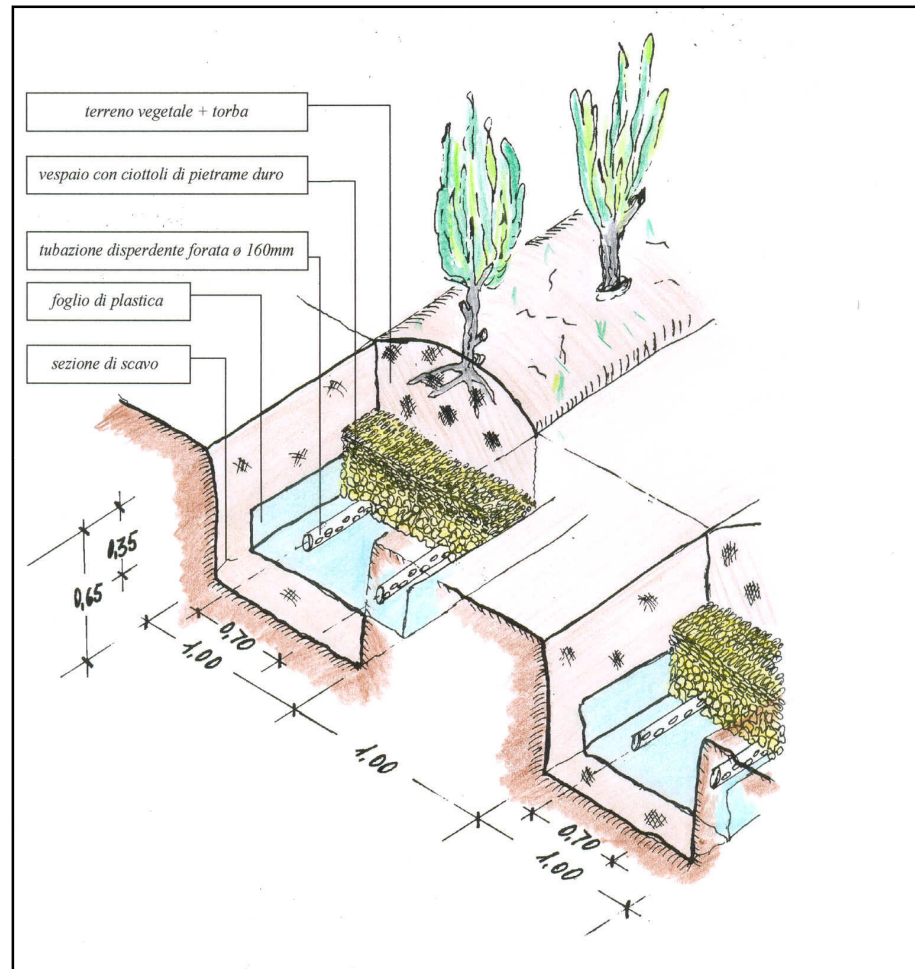 terreno vegetale + torba
vespaio con ciottoli di pietrame duro
tubazione disperdente forata ø 160mm
foglio di plastica
sezione di scavo
0,35
0,65
0,70
1,00
1,00
0,70
1,00